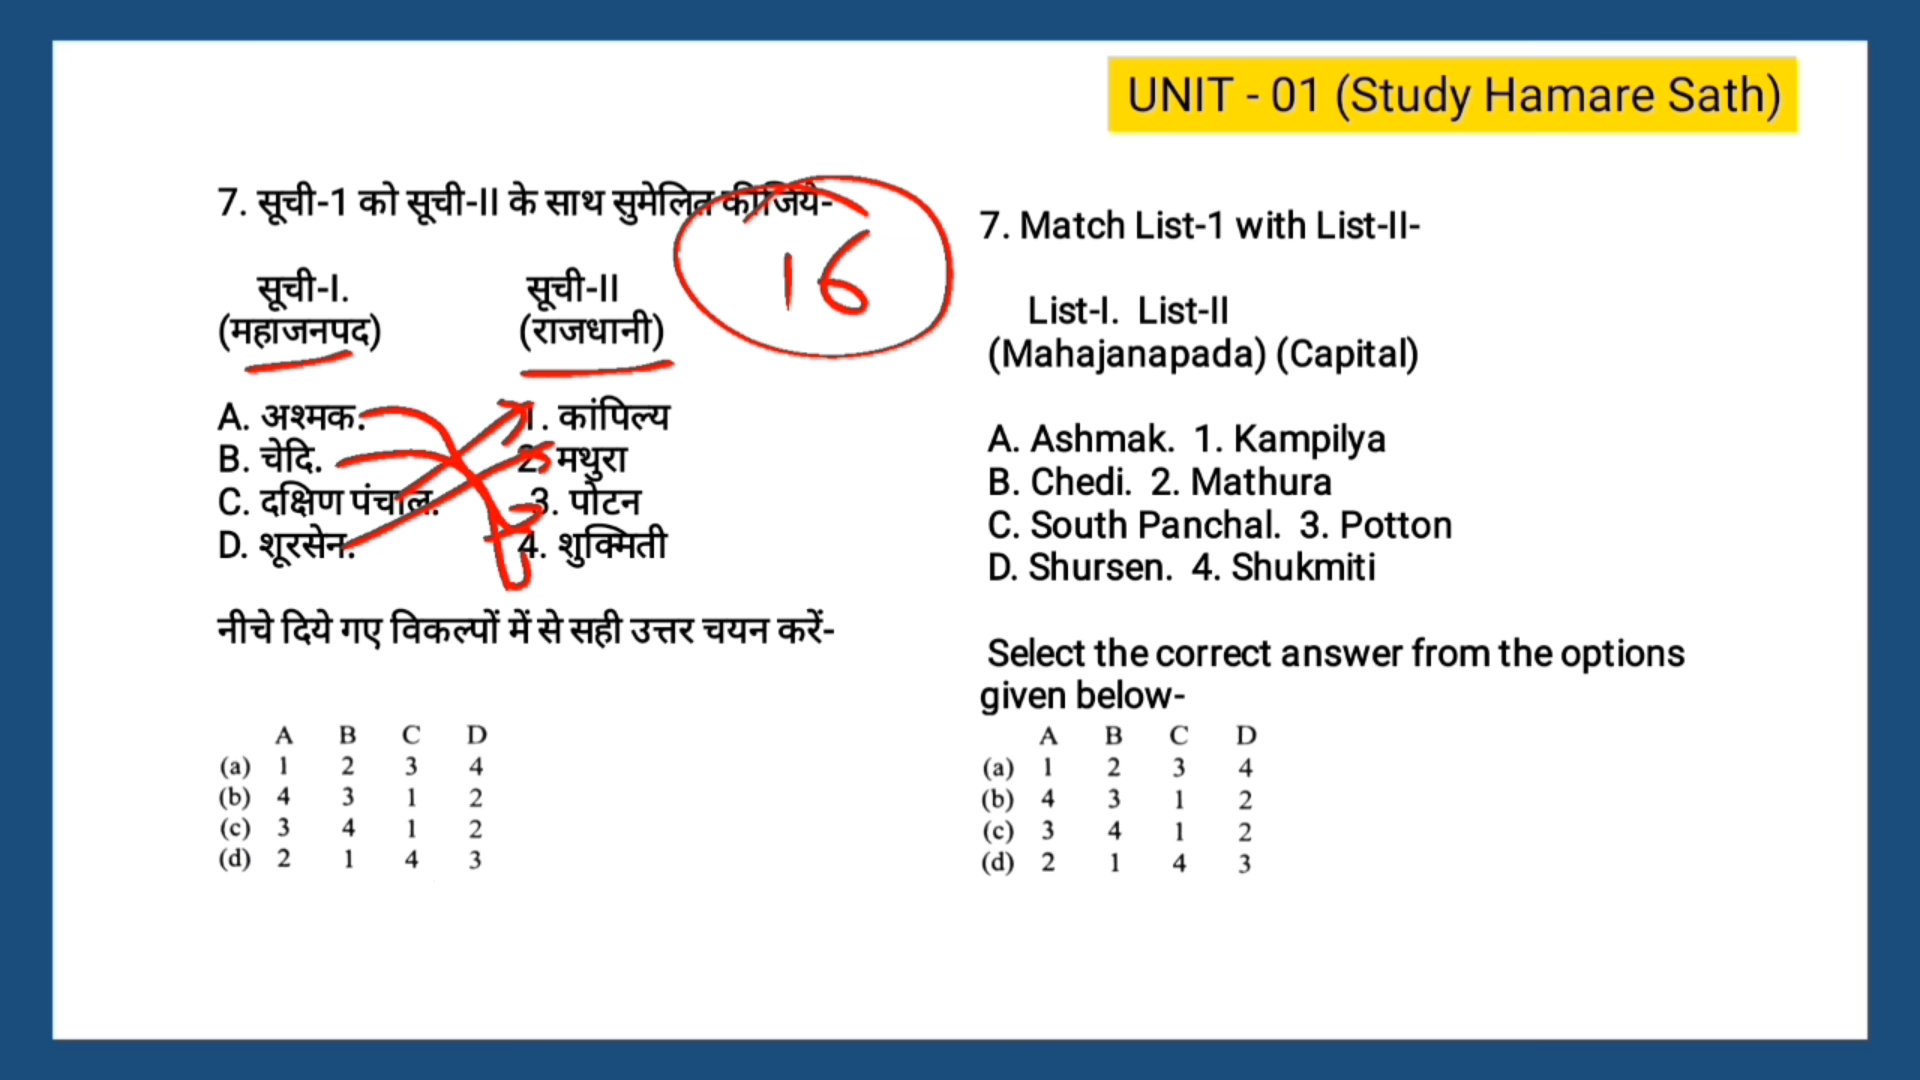 UNIT - 01 (Study Hamare Sath)
7. सूची-1 को सूची-II के साथ सुमेलित कीजिये-
16
सूची-I. सूची-II
(महाजनपद) (राजधानी)
A. अश्मक. 1. कांपिल्य
B. चेदि. 2. मथुरा
C. दक्षिण पंचाल. 3. पोटन
D. शूरसेन. 4. शुक्मिती
नीचे दिये गए विकल्पों में से सही उत्तर चयन करें-
A B C D
(a) 1 2 3 4
(b) 4 3 1 2
(c) 3 4 1 2
(d) 2 1 4 3
7. Match List-1 with List-II-
List-I. List-II
(Mahajanapada) (Capital)
A. Ashmak. 1. Kampilya
B. Chedi. 2. Mathura
C. South Panchal. 3. Potton
D. Shursen. 4. Shukmiti
Select the correct answer from the options
given below-
A B C D
(a) 1 2 3 4
(b) 4 3 1 2
(c) 3 4 1 2
(d) 2 1 4 3